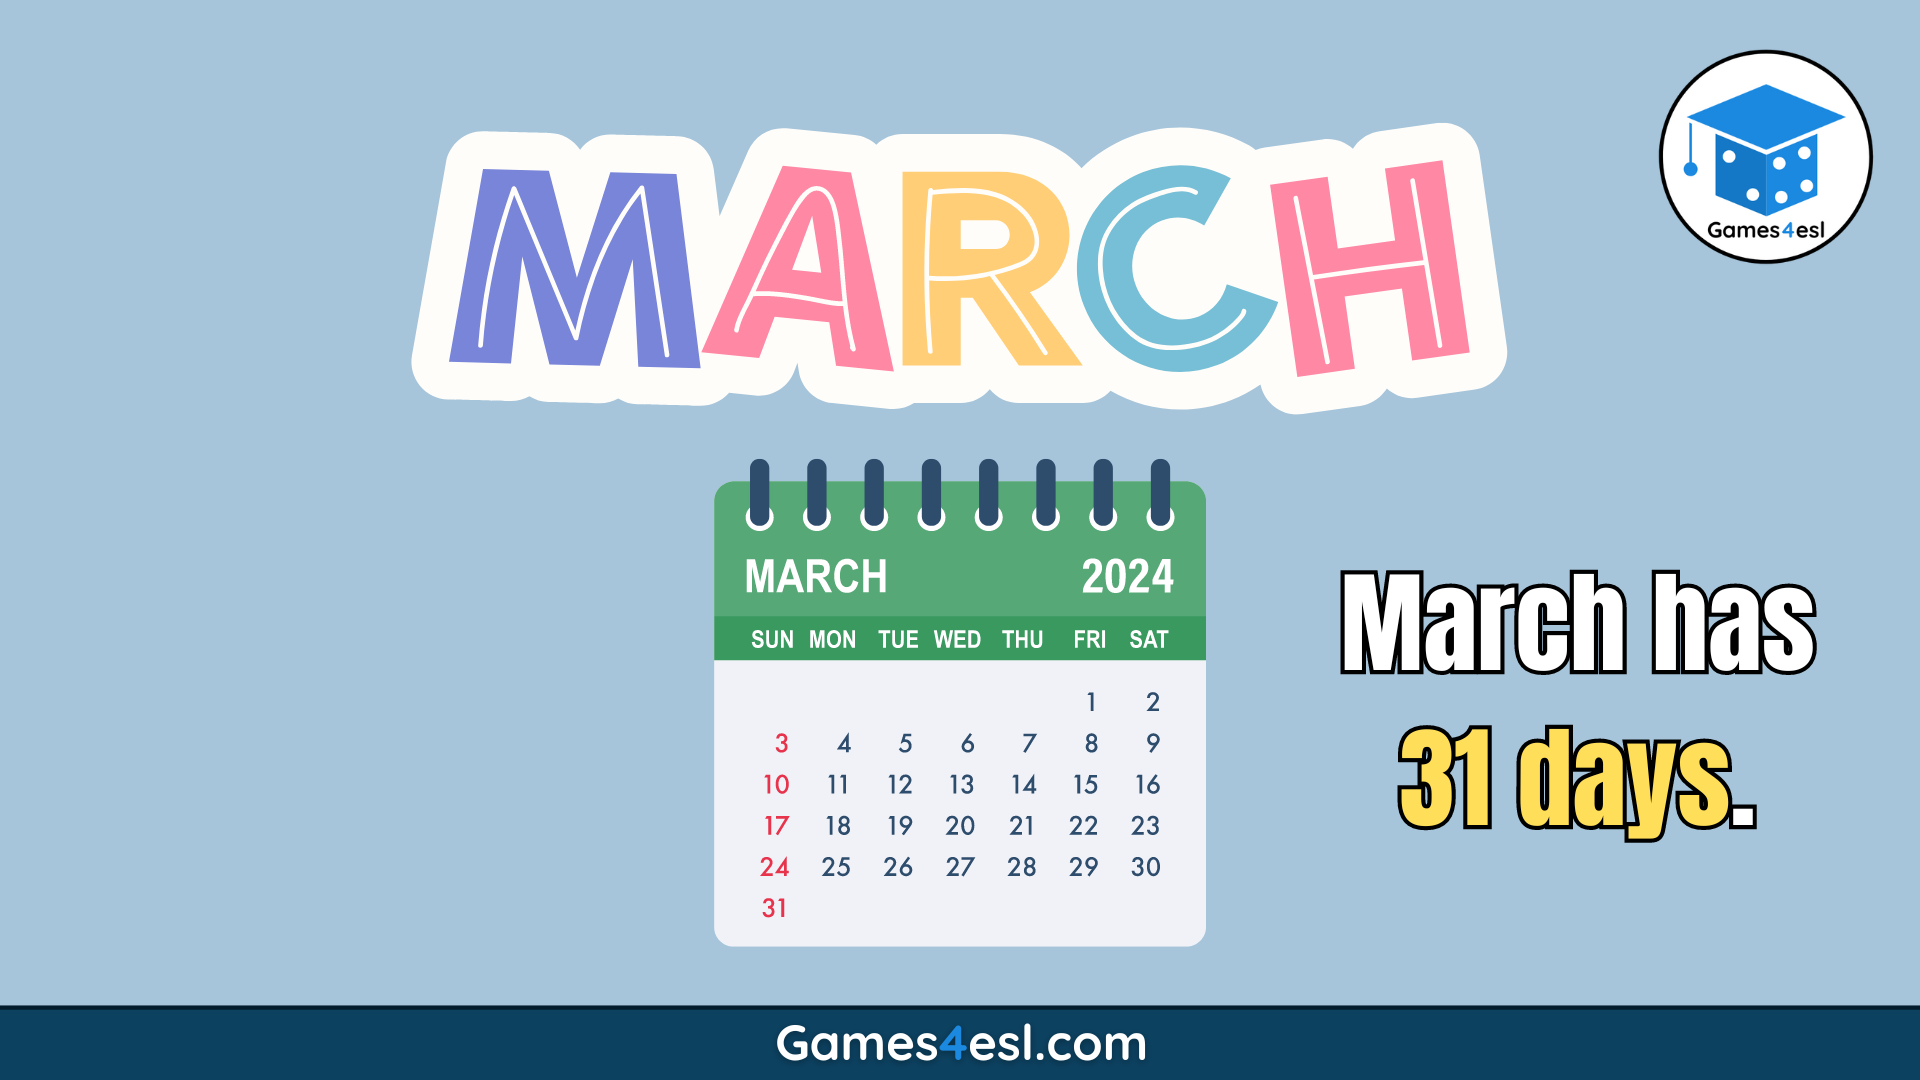 MARCH
Games4esl
MARCH 2024
SUN MON TUE WED THU FRI SAT
1 2
3 4 5 6 7 8 9
10 11 12 13 14 15 16
17 18 19 20 21 22 23
24 25 26 27 28 29 30
31
March has
31 days.
Games4esl.com